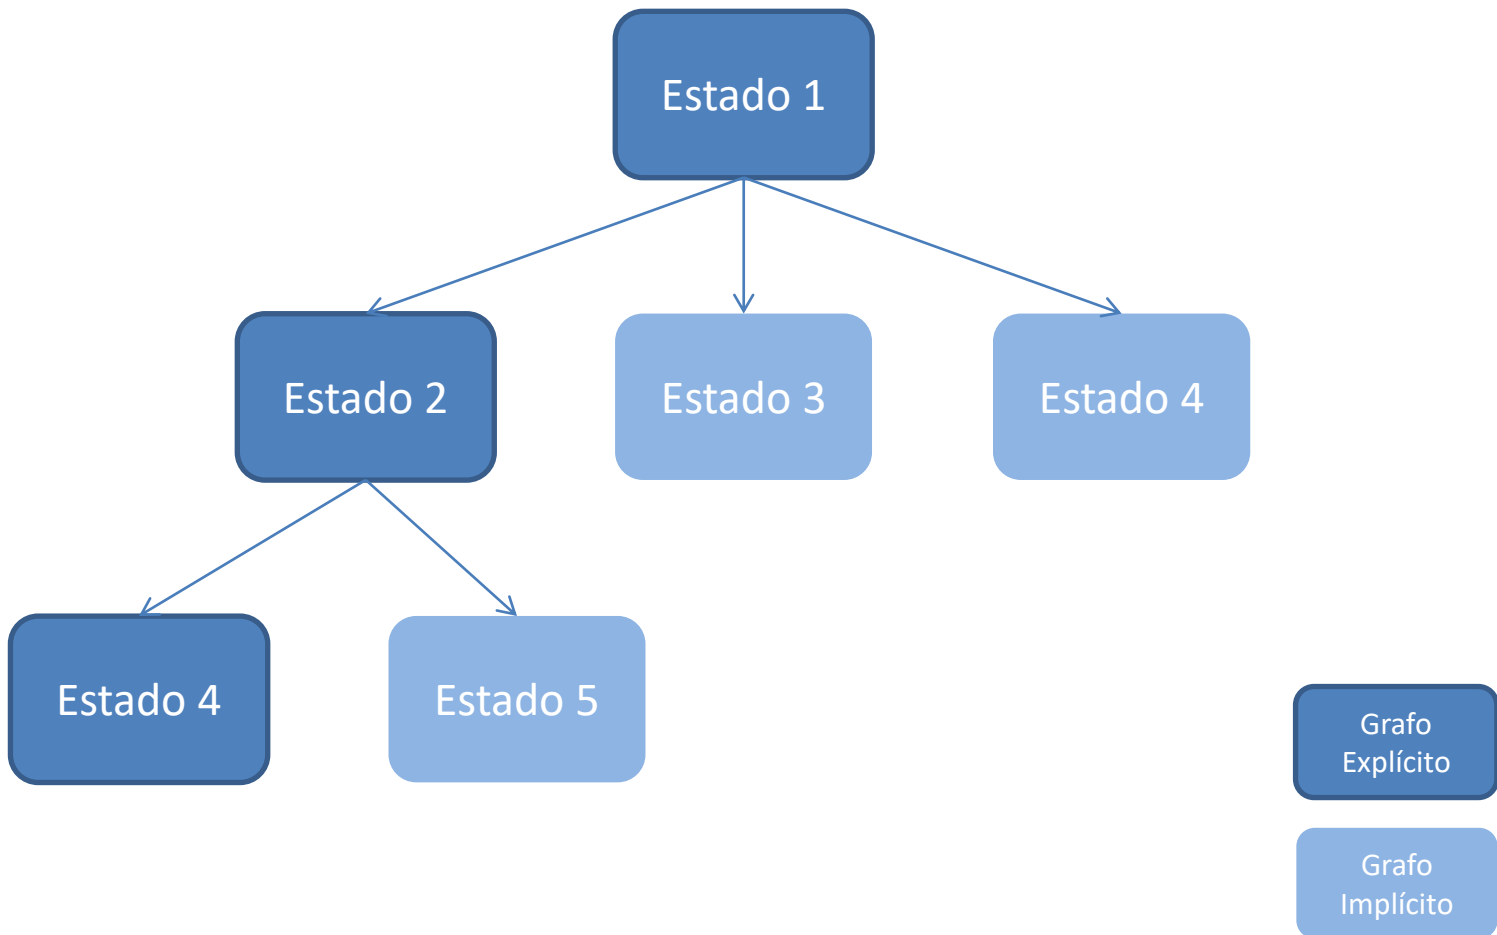 Estado 1
Estado 2
Estado 3
Estado 4
Estado 4
Estado 5
Grafo
Explícito
Grafo
Implícito